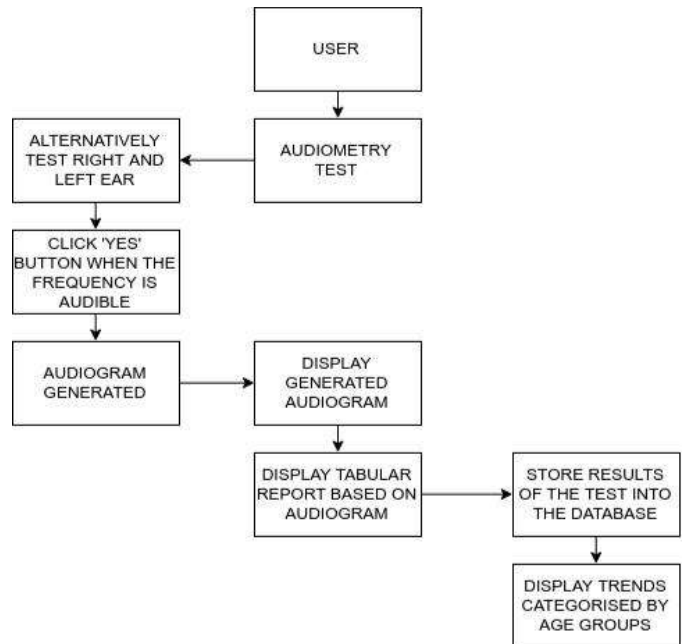 USER
AUDIOMETRY
TEST
ALTERNATIVELY
TEST RIGHT AND
LEFT EAR
CLICK 'YES'
BUTTON WHEN THE
FREQUENCY IS
AUDIBLE
AUDIOGRAM
GENERATED
DISPLAY
GENERATED
AUDIOGRAM
DISPLAY TABULAR
REPORT BASED ON
AUDIOGRAM
STORE RESULTS
OF THE TEST INTO
THE DATABASE
DISPLAY TRENDS
CATEGORISED BY
AGE GROUPS